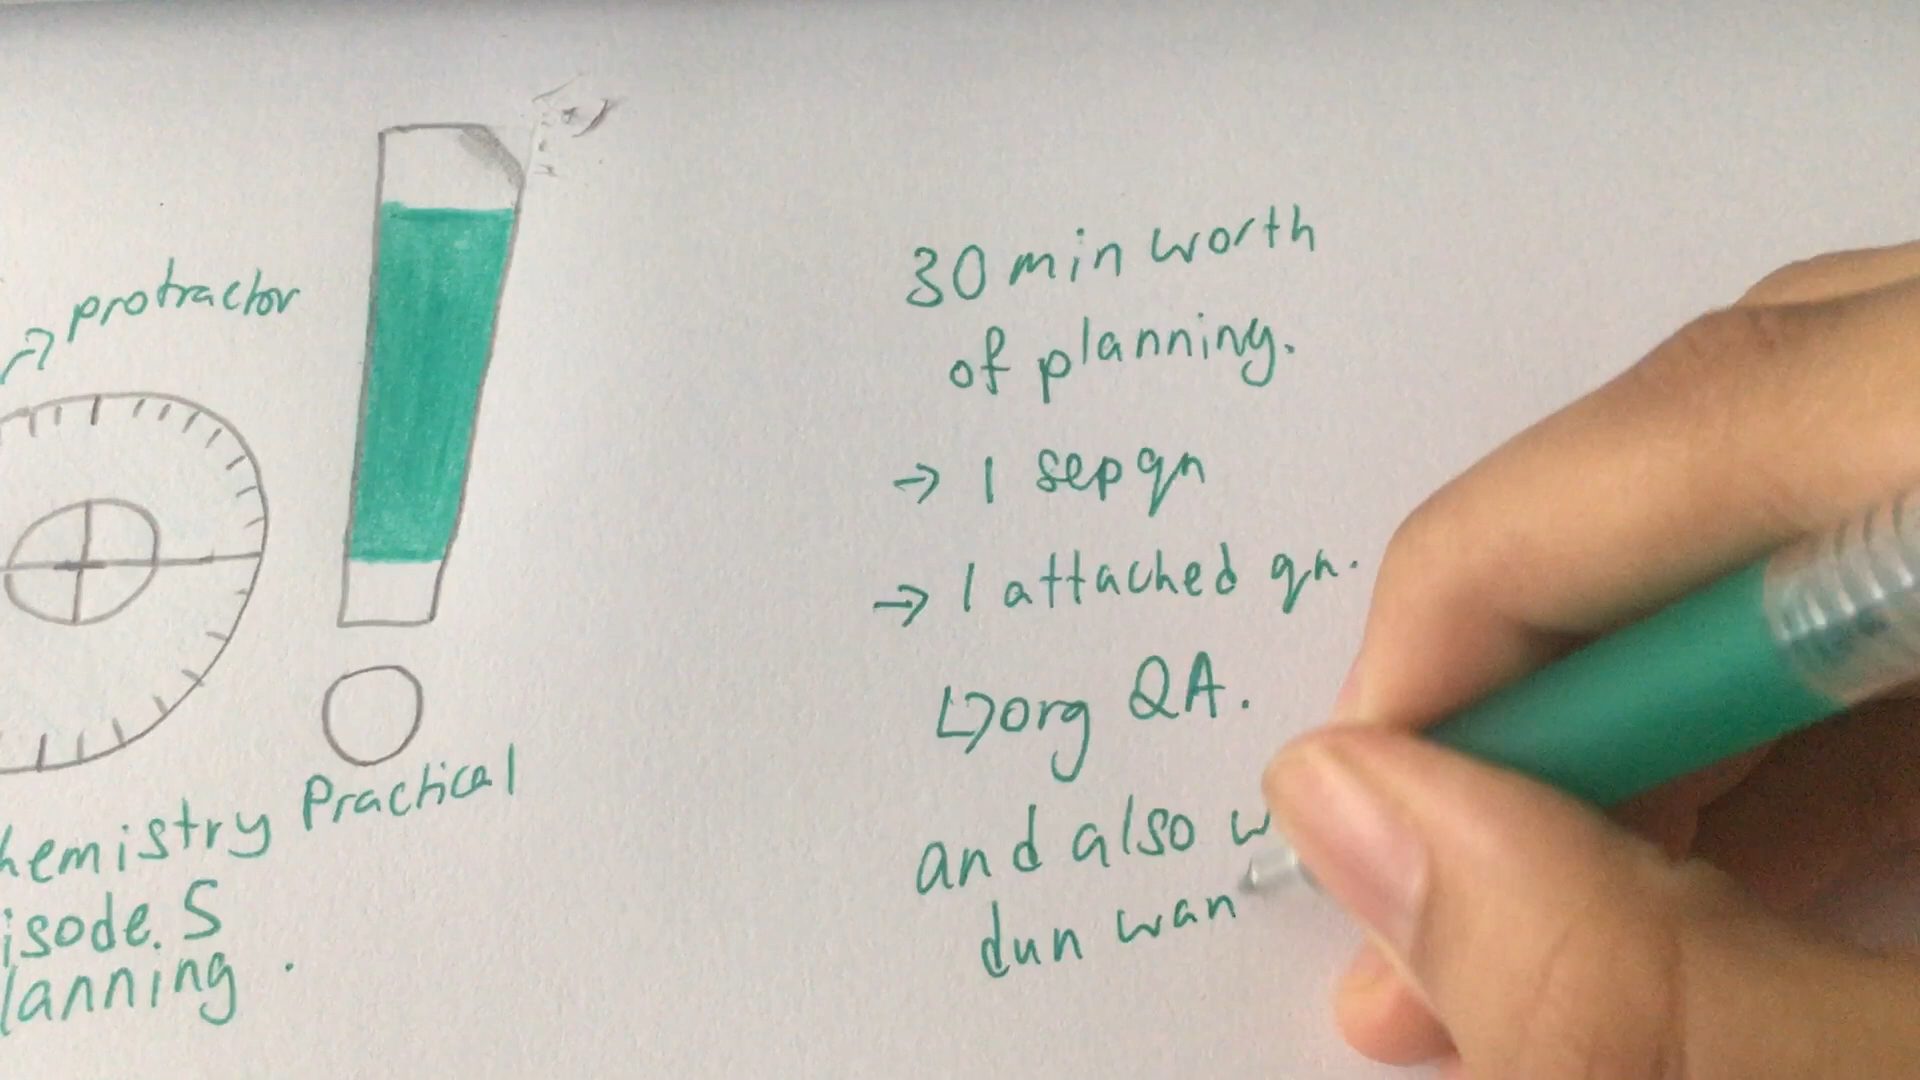 protractor
hemistry Practical
isode. 5
lanning.
30 min worth
of planning.
→ 1 sep qn
→ 1 attached qn.
↳ org QA.
and also w
dun wan